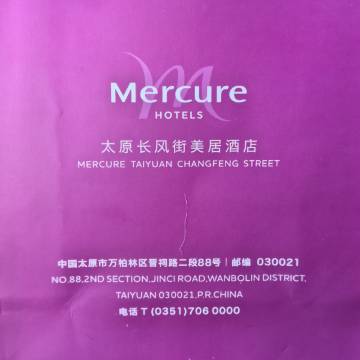 Mercure
HOTELS
太原长风街美居酒店
MERCURE TAIYUAN CHANGFENG STREET
中国太原市万柏林区晋祠路二段88号 | 邮编 030021
NO.88,2ND SECTION,JINCI ROAD,WANBOLIN DISTRICT,
TAIYUAN 030021,P.R.CHINA
电话 T (0351)706 0000